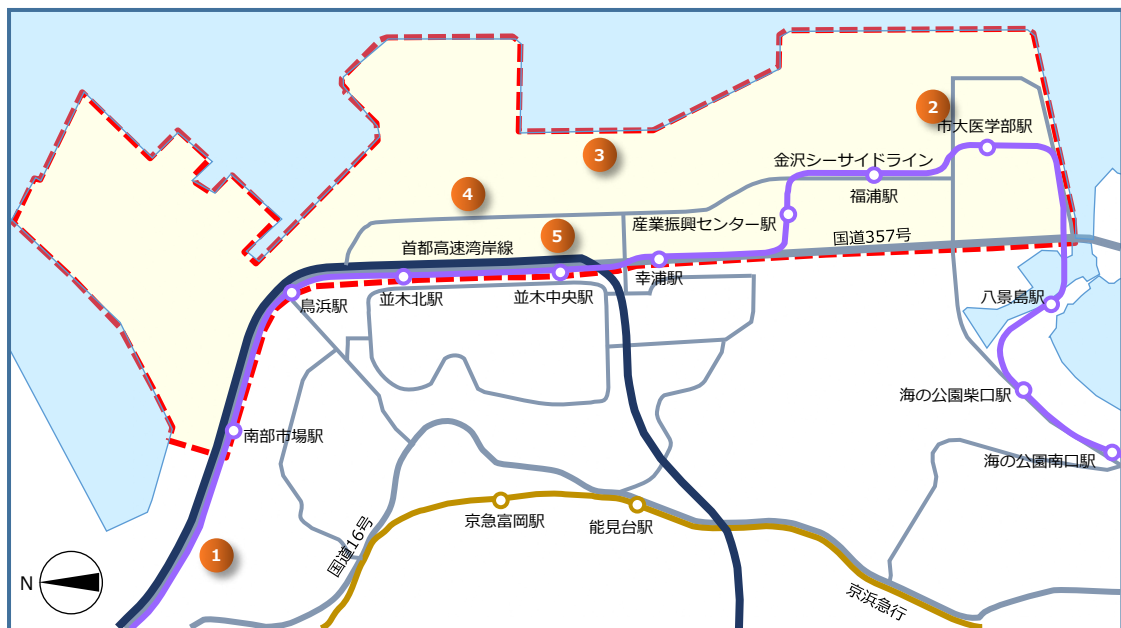 2
市大医学部駅
3
金沢シーサイドライン
4
福浦駅
産業振興センター駅
5
国道357号
首都高速湾岸線
幸浦駅
鳥浜駅
並木北駅
並木中央駅
八景島駅
海の公園柴口駅
南部市場駅
海の公園南口駅
京急富岡駅
能見台駅
国道16号
1
N
京浜急行